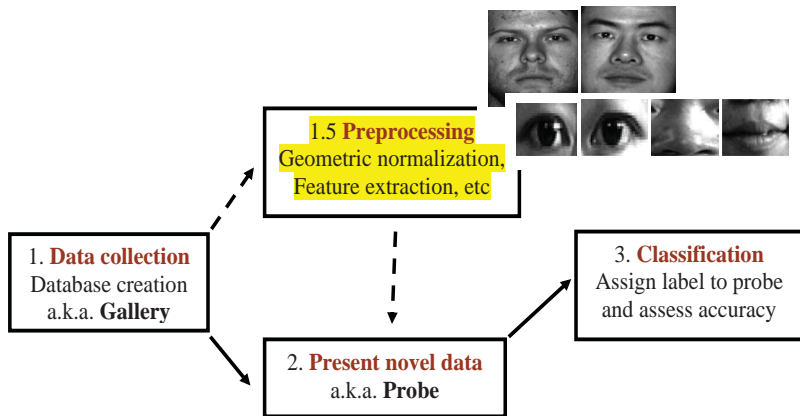 1.5 Preprocessing
Geometric normalization,
Feature extraction, etc
1. Data collection
Database creation
a.k.a. Gallery
2. Present novel data
a.k.a. Probe
3. Classification
Assign label to probe
and assess accuracy